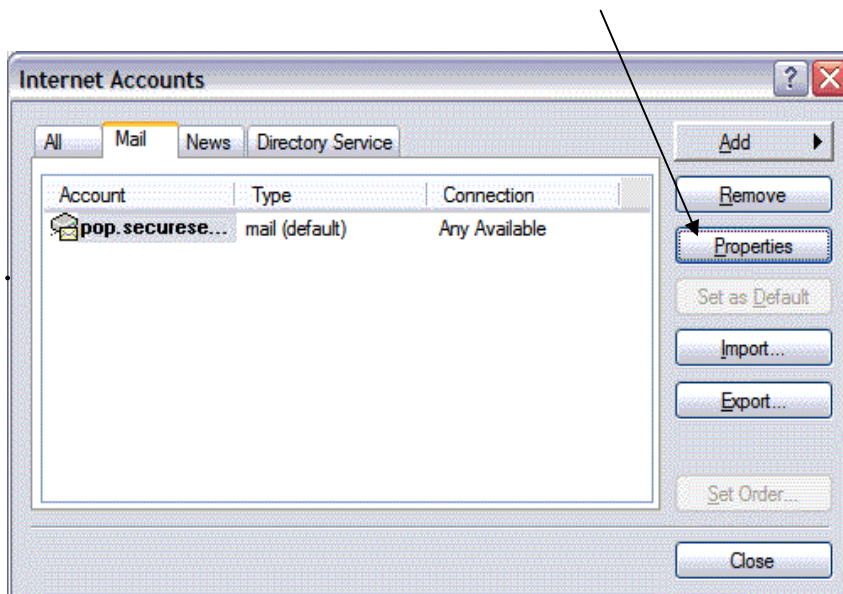 Internet Accounts
All Mail News Directory Service
Add
Account Type Connection
Remove
pop.securese... mail (default) Any Available
Properties
Set as Default
Import...
Export...
Set Order...
Close